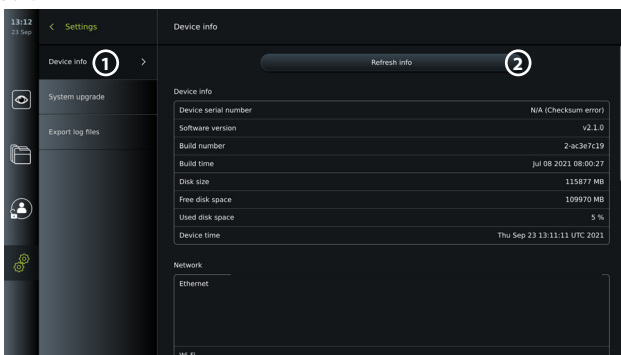 13:12
23 Sep
Settings
Device info
Device info
1
Refresh info
2
System upgrade
Export log files
Device info
Device serial number N/A (Checksum error)
Software version v2.1.0
Build number 2-ac3e7c19
Build time Jul 08 2021 08:00:27
Disk size 115877 MB
Free disk space 109970 MB
Used disk space 5 %
Device time Thu Sep 23 13:11:11 UTC 2021
Network
Ethernet
Wi-Fi